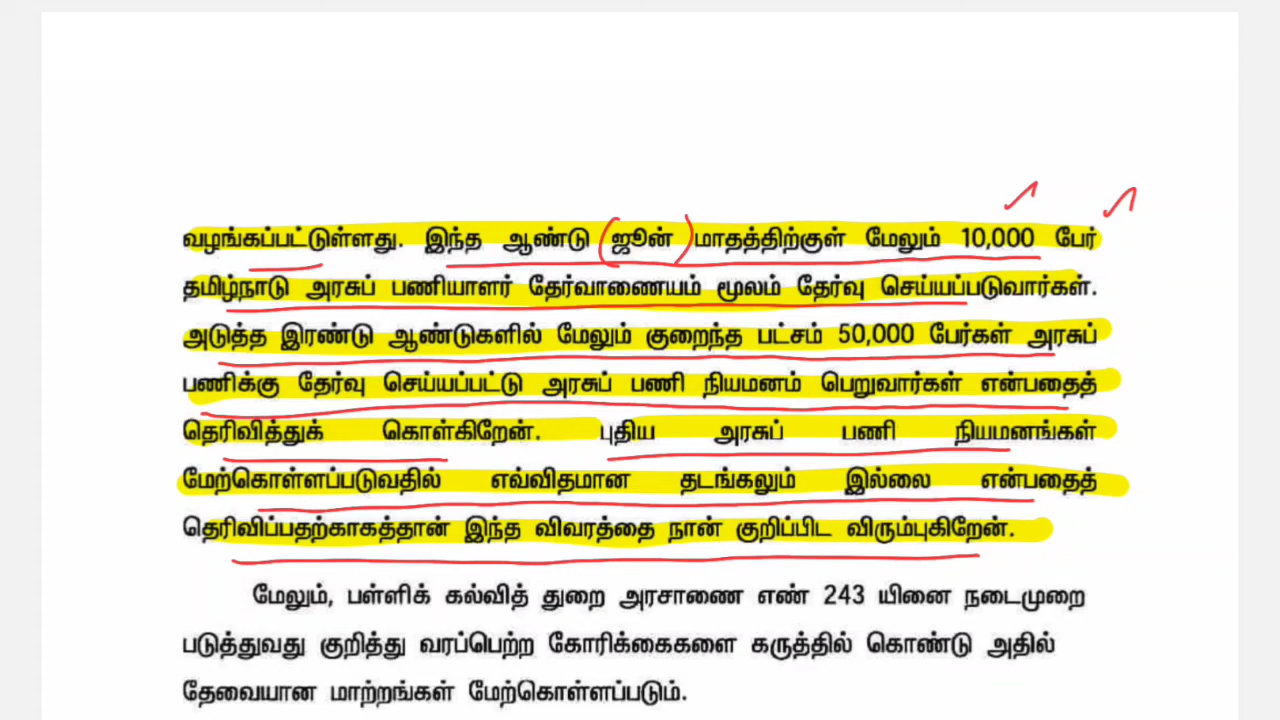 வழங்கப்பட்டுள்ளது. இந்த ஆண்டு (ஜூன்) மாதத்திற்குள் மேலும் 10,000 பேர்
தமிழ்நாடு அரசுப் பணியாளர் தேர்வாணையம் மூலம் தேர்வு செய்யப்படுவார்கள்.
அடுத்த இரண்டு ஆண்டுகளில் மேலும் குறைந்த பட்சம் 50,000 பேர்கள் அரசுப்
பணிக்கு தேர்வு செய்யப்பட்டு அரசுப் பணி நியமனம் பெறுவார்கள் என்பதைத்
தெரிவித்துக் கொள்கிறேன். புதிய அரசுப் பணி நியமனங்கள்
மேற்கொள்ளப்படுவதில் எவ்விதமான தடங்கலும் இல்லை என்பதைத்
தெரிவிப்பதற்காகத்தான் இந்த விவரத்தை நான் குறிப்பிட விரும்புகிறேன்.
மேலும், பள்ளிக் கல்வித் துறை அரசாணை எண் 243 யினை நடைமுறை
படுத்துவது குறித்து வரப்பெற்ற கோரிக்கைகளை கருத்தில் கொண்டு அதில்
தேவையான மாற்றங்கள் மேற்கொள்ளப்படும்.